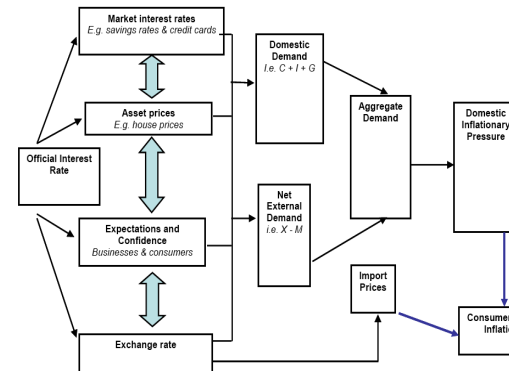 Market interest rates
E.g. savings rates & credit cards
Asset prices
E.g. house prices
Official Interest
Rate
Expectations and
Confidence
Businesses & consumers
Exchange rate
Domestic
Demand
I.e. C + I + G
Net
External
Demand
i.e. X - M
Aggregate
Demand
Import
Prices
Domestic
Inflationary
Pressure